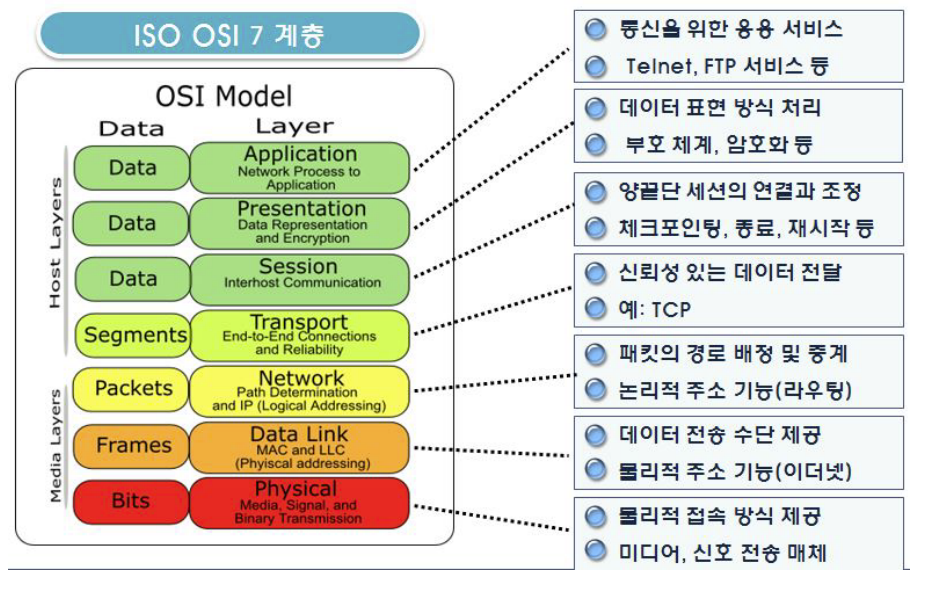 ISO OSI 7 계층
OSI Model
Data
Layer
Host Layers
Data
Application
Network Process to
Application
Data
Presentation
Data Representation
and Encryption
Data
Session
Interhost Communication
Segments
Transport
End-to-End Connections
and Reliability
Media Layers
Packets
Network
Path Determination
and IP (Logical Addressing)
Frames
Data Link
MAC and LLC
(Phyiscal addressing)
Bits
Physical
Media, Signal, and
Binary Transmission
통신을 위한 응용 서비스
Telnet, FTP 서비스 등
데이터 표현 방식 처리
부호 체계, 암호화 등
양끝단 세션의 연결과 조정
체크포인팅, 종료, 재시작 등
신뢰성 있는 데이터 전달
예: TCP
패킷의 경로 배정 및 중계
논리적 주소 기능(라우팅)
데이터 전송 수단 제공
물리적 주소 기능(이더넷)
물리적 접속 방식 제공
미디어, 신호 전송 매체